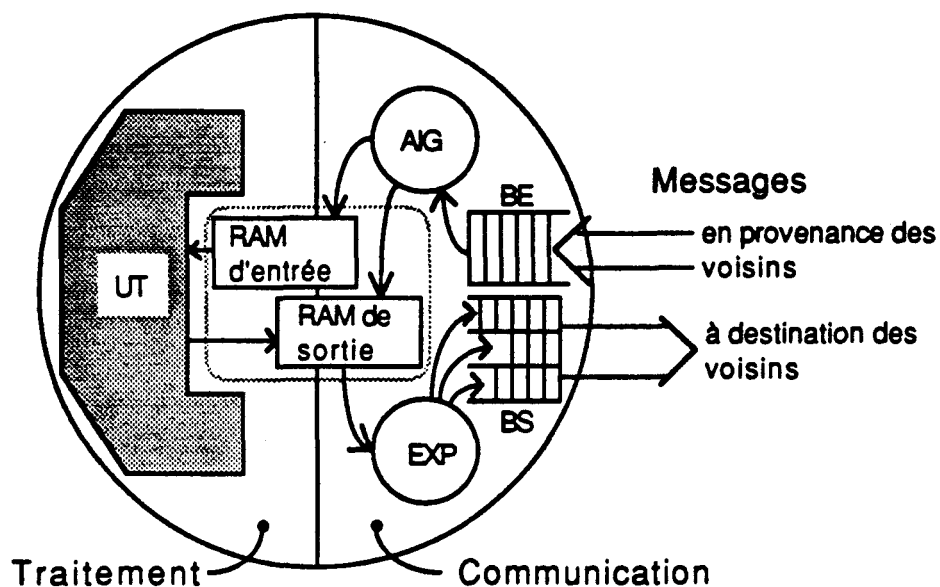 AIG
Messages
BE
en provenance des
voisins
RAM
d'entrée
UT
RAM de
sortie
à destination des
voisins
BS
EXP
Traitement
Communication